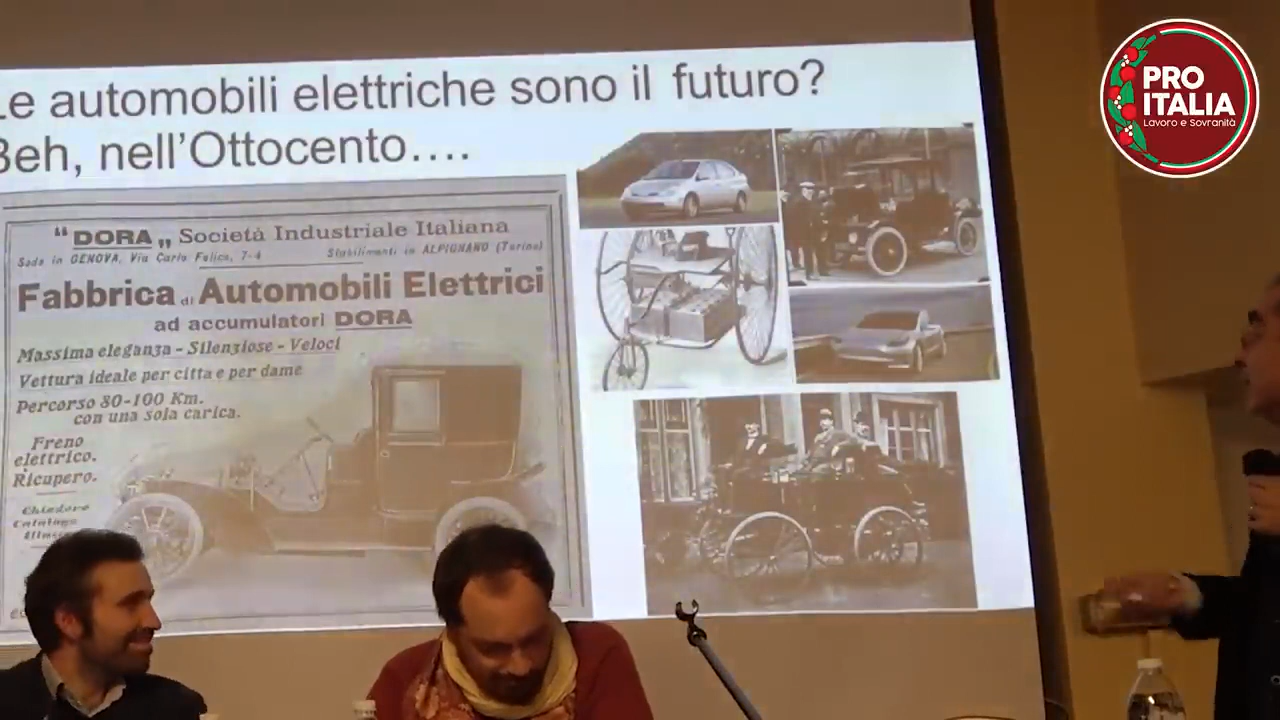 Le automobili elettriche sono il futuro?
Beh, nell'Ottocento….
"DORA„ Società Industriale Italiana
Sede in GENOVA, Via Carlo Felice, 7-4 Stabilimenti in ALPIGNANO (Torino)
Fabbrica di Automobili Elettrici
ad accumulatori DORA
Massima eleganza - Silenziose - Veloci
Vettura ideale per citta e per dame
Percorso 80-100 Km.
con una sola carica.
Freno
elettrico.
Ricupero.
Chiedere
Catalogo
PRO
ITALIA
Lavoro e Sovranità